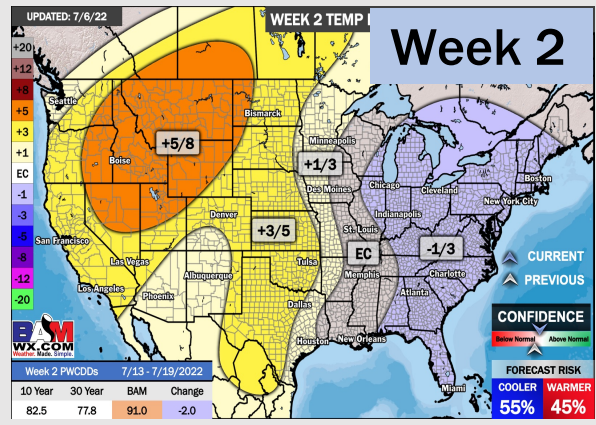 UPDATED: 7/6/22
WEEK 2 TEMP
Week 2
+20
+12
+8
+5
+3
+1
EC
-1
-3
-5
-8
-12
-20
Seattle
Bismarck
Minneapolis
+5/8
+1/3
Boise
Des Moines
Chicago
Cleveland
Boston
New York City
Denver
Indianapolis
+3/5
St. Louis
San Francisco
EC
-1/3
Las Vegas
Tulsa
Memphis
Charlotte
Albuquerque
Los Angeles
Phoenix
Atlanta
Dallas
Houston
New Orleans
Miami
CURRENT
PREVIOUS
CONFIDENCE
Below Normal
Above Normal
FORECAST RISK
COOLER
WARMER
55%
45%
BAM
WX.COM
Weather. Made. Simple.
Week 2 PWCDDs
7/13 - 7/19/2022
10 Year
30 Year
BAM
Change
82.5
77.8
91.0
-2.0